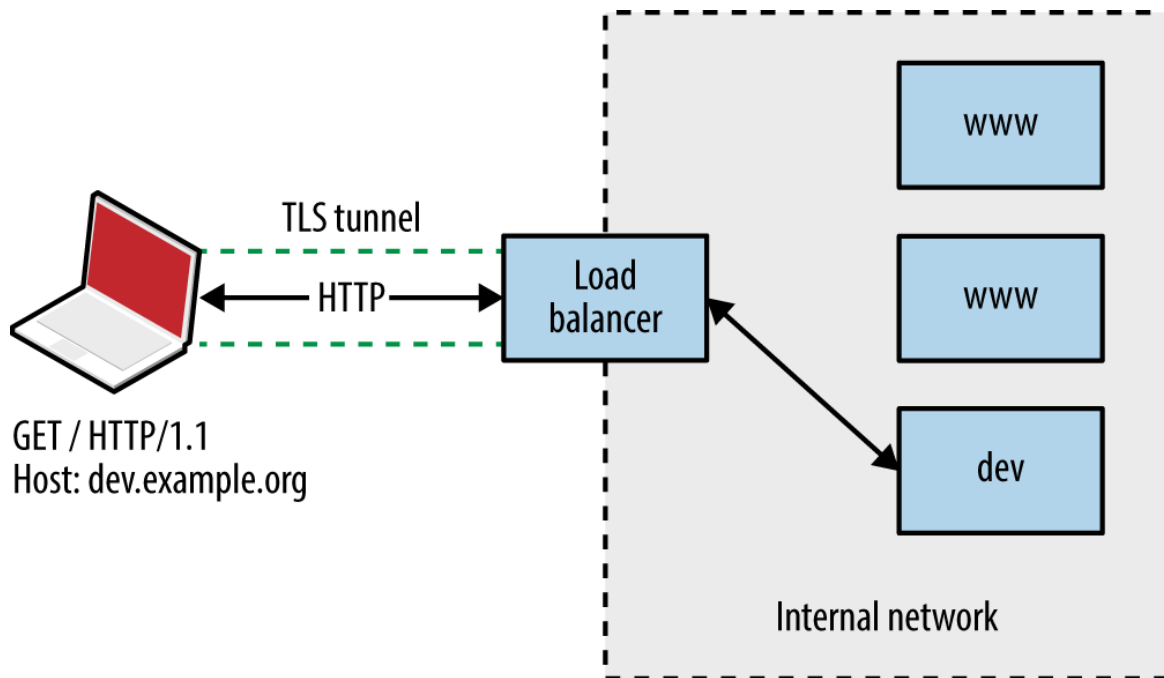 TLS tunnel
HTTP
GET / HTTP/1.1
Host: dev.example.org
Load
balancer
www
www
dev
Internal network